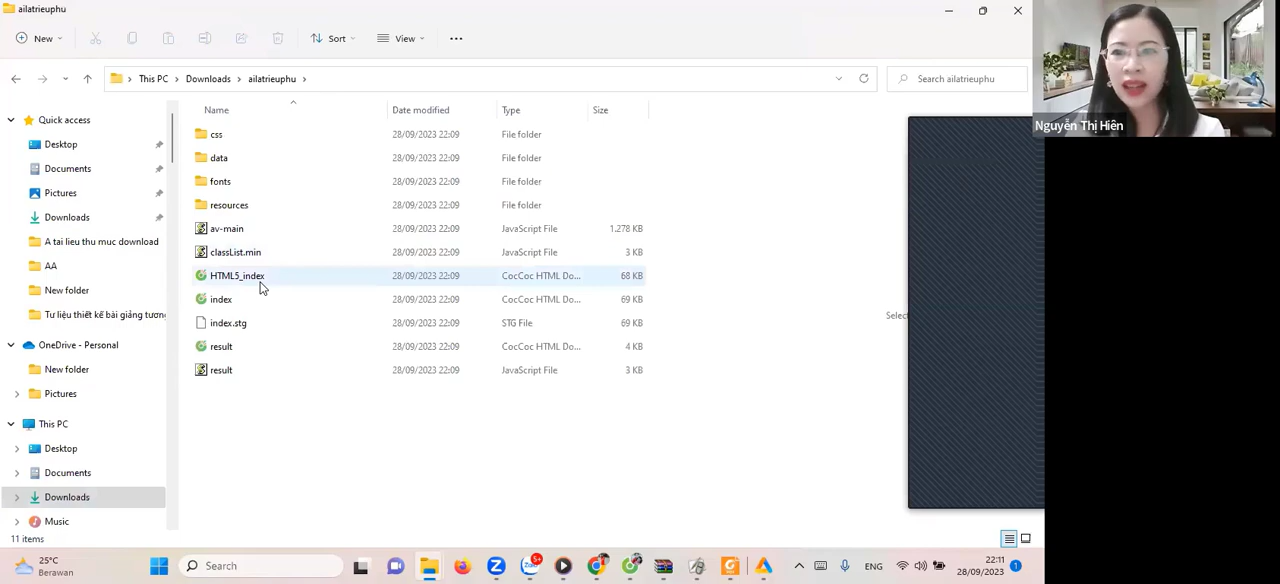 ailatrieuphu
New
Sort
View
This PC
Downloads
ailatrieuphu
Search ailatrieuphu
Nguyễn Thị Hiên
Name
Date modified
Type
Size
Quick access
Desktop
Documents
Pictures
Downloads
A tai lieu thu muc download
AA
New folder
Tư liệu thiết kế bài giảng tương
OneDrive - Personal
New folder
Pictures
This PC
Desktop
Documents
Downloads
Music
css 28/09/2023 22:09 File folder
data 28/09/2023 22:09 File folder
fonts 28/09/2023 22:09 File folder
resources 28/09/2023 22:09 File folder
av-main 28/09/2023 22:09 JavaScript File 1.278 KB
classList.min 28/09/2023 22:09 JavaScript File 3 KB
HTML5_index 28/09/2023 22:09 CocCoc HTML Do... 68 KB
index 28/09/2023 22:09 CocCoc HTML Do... 69 KB
index.stg 28/09/2023 22:09 STG File 69 KB
result 28/09/2023 22:09 CocCoc HTML Do... 4 KB
result 28/09/2023 22:09 JavaScript File 3 KB
Select
11 items
25°C
Berawan
Search
Zalo
5+
ENG
22:11
28/09/2023
1